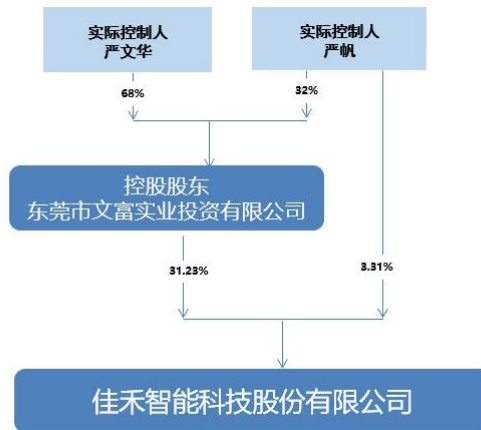 实际控制人
严文华
实际控制人
严帆
68%
32%
控股股东
东莞市文富实业投资有限公司
31.23%
3.31%
佳禾智能科技股份有限公司